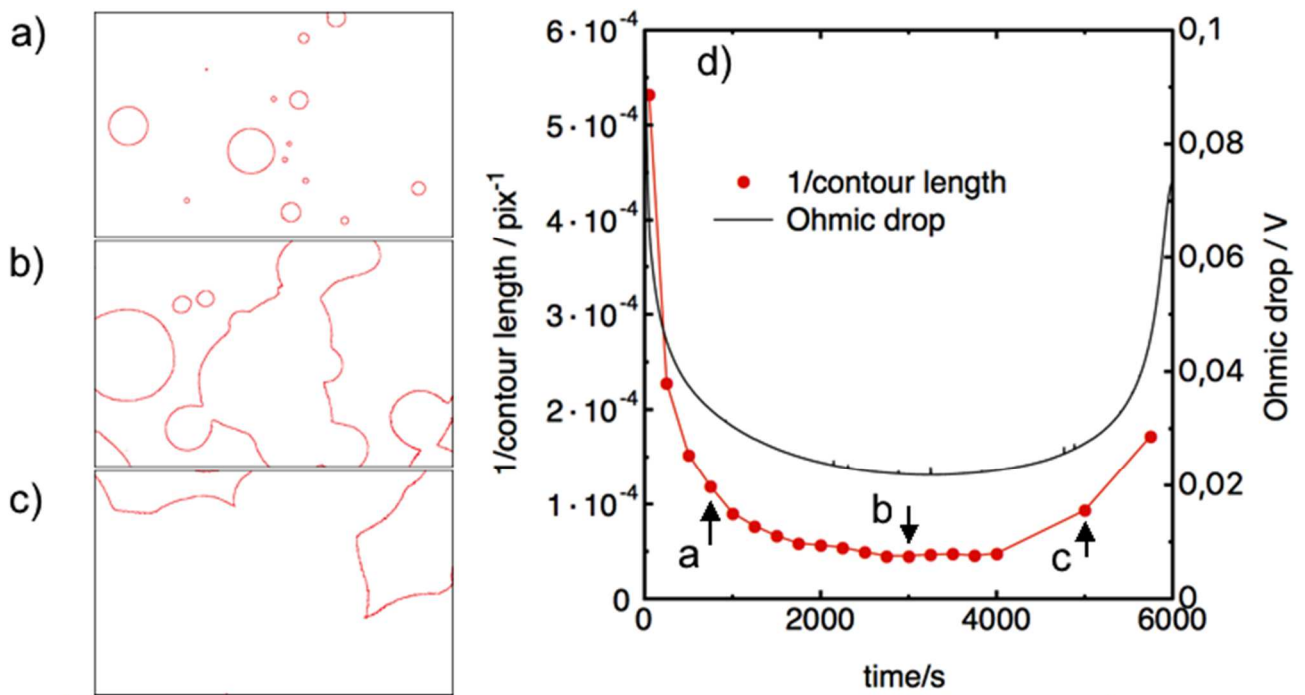 a)
b)
c)
d)
1/contour length / pix⁻¹
6·10⁻⁴
5·10⁻⁴
4·10⁻⁴
3·10⁻⁴
2·10⁻⁴
1·10⁻⁴
0
1/contour length
Ohmic drop
a
b
c
0 2000 4000 6000
time/s
0,1
0,08
0,06
0,04
0,02
0
Ohmic drop / V